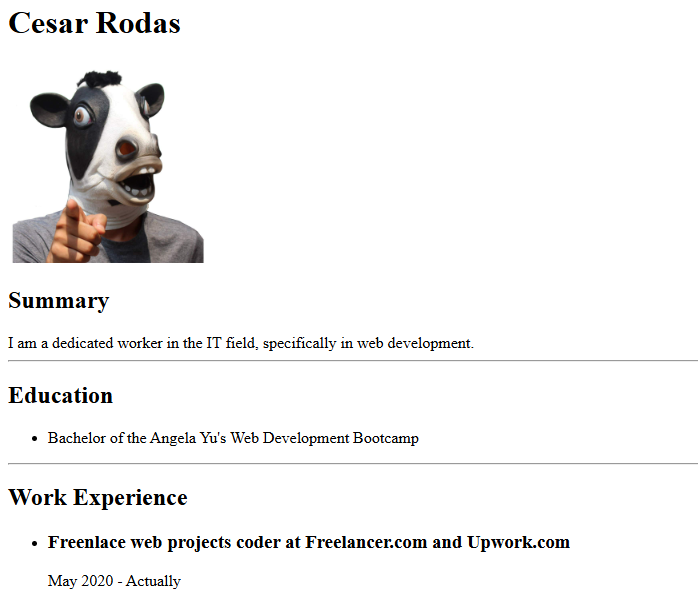 Cesar Rodas
Summary
I am a dedicated worker in the IT field, specifically in web development.
Education
• Bachelor of the Angela Yu's Web Development Bootcamp
Work Experience
• Freenlace web projects coder at Freelancer.com and Upwork.com
May 2020 - Actually